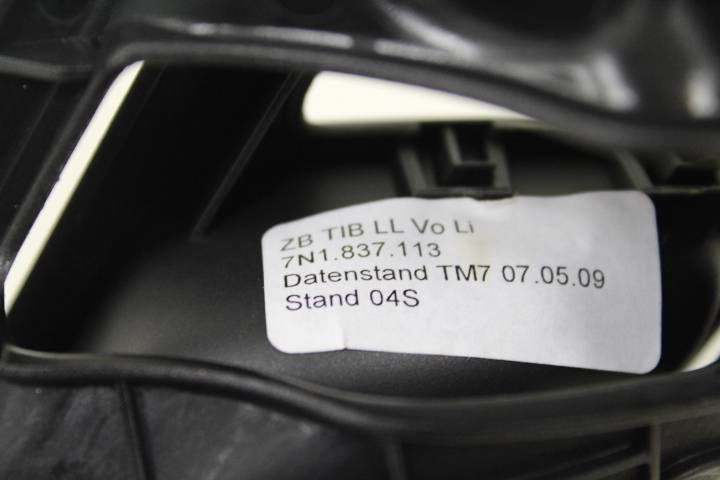 ZB TIB LL Vo Li
7N1.837.113
Datenstand TM7 07.05.09
Stand 04S